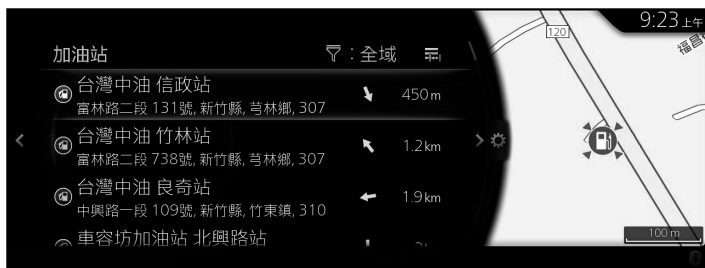 9:23上午
加油站
：全域
120
福昌
台灣中油 信政站
450m
富林路二段 131號, 新竹縣, 芎林鄉, 307
台灣中油 竹林站
1.2km
富林路二段 738號, 新竹縣, 芎林鄉, 307
台灣中油 良奇站
1.9km
中興路一段 109號, 新竹縣, 竹東鎮, 310
車容坊加油站 北興路站
100 m